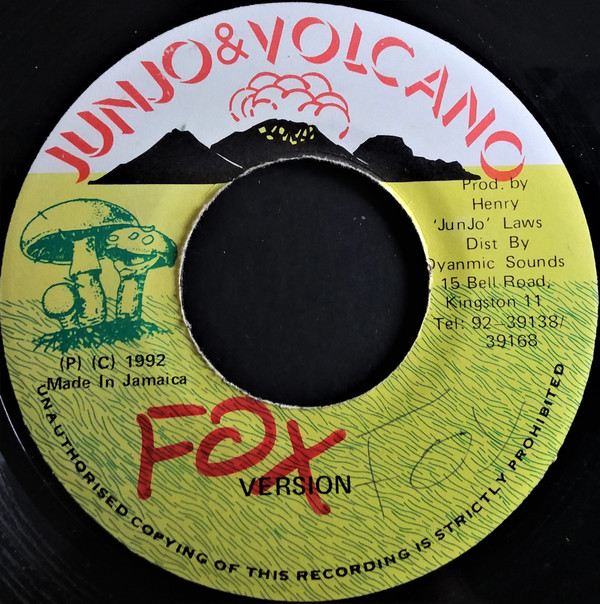 JUNJO & VOLCANO
Prod. by
Henry
'JunJo' Laws
Dist By
Dyanmic Sounds
15 Bell Road,
Kingston 11
Tel: 92-39138/
39168
(P) (C) 1992
Made In Jamaica
FOX
VERSION
Fox
UNAUTHORISED COPYING OF THIS RECORDING IS STRICTLY PROHIBITED